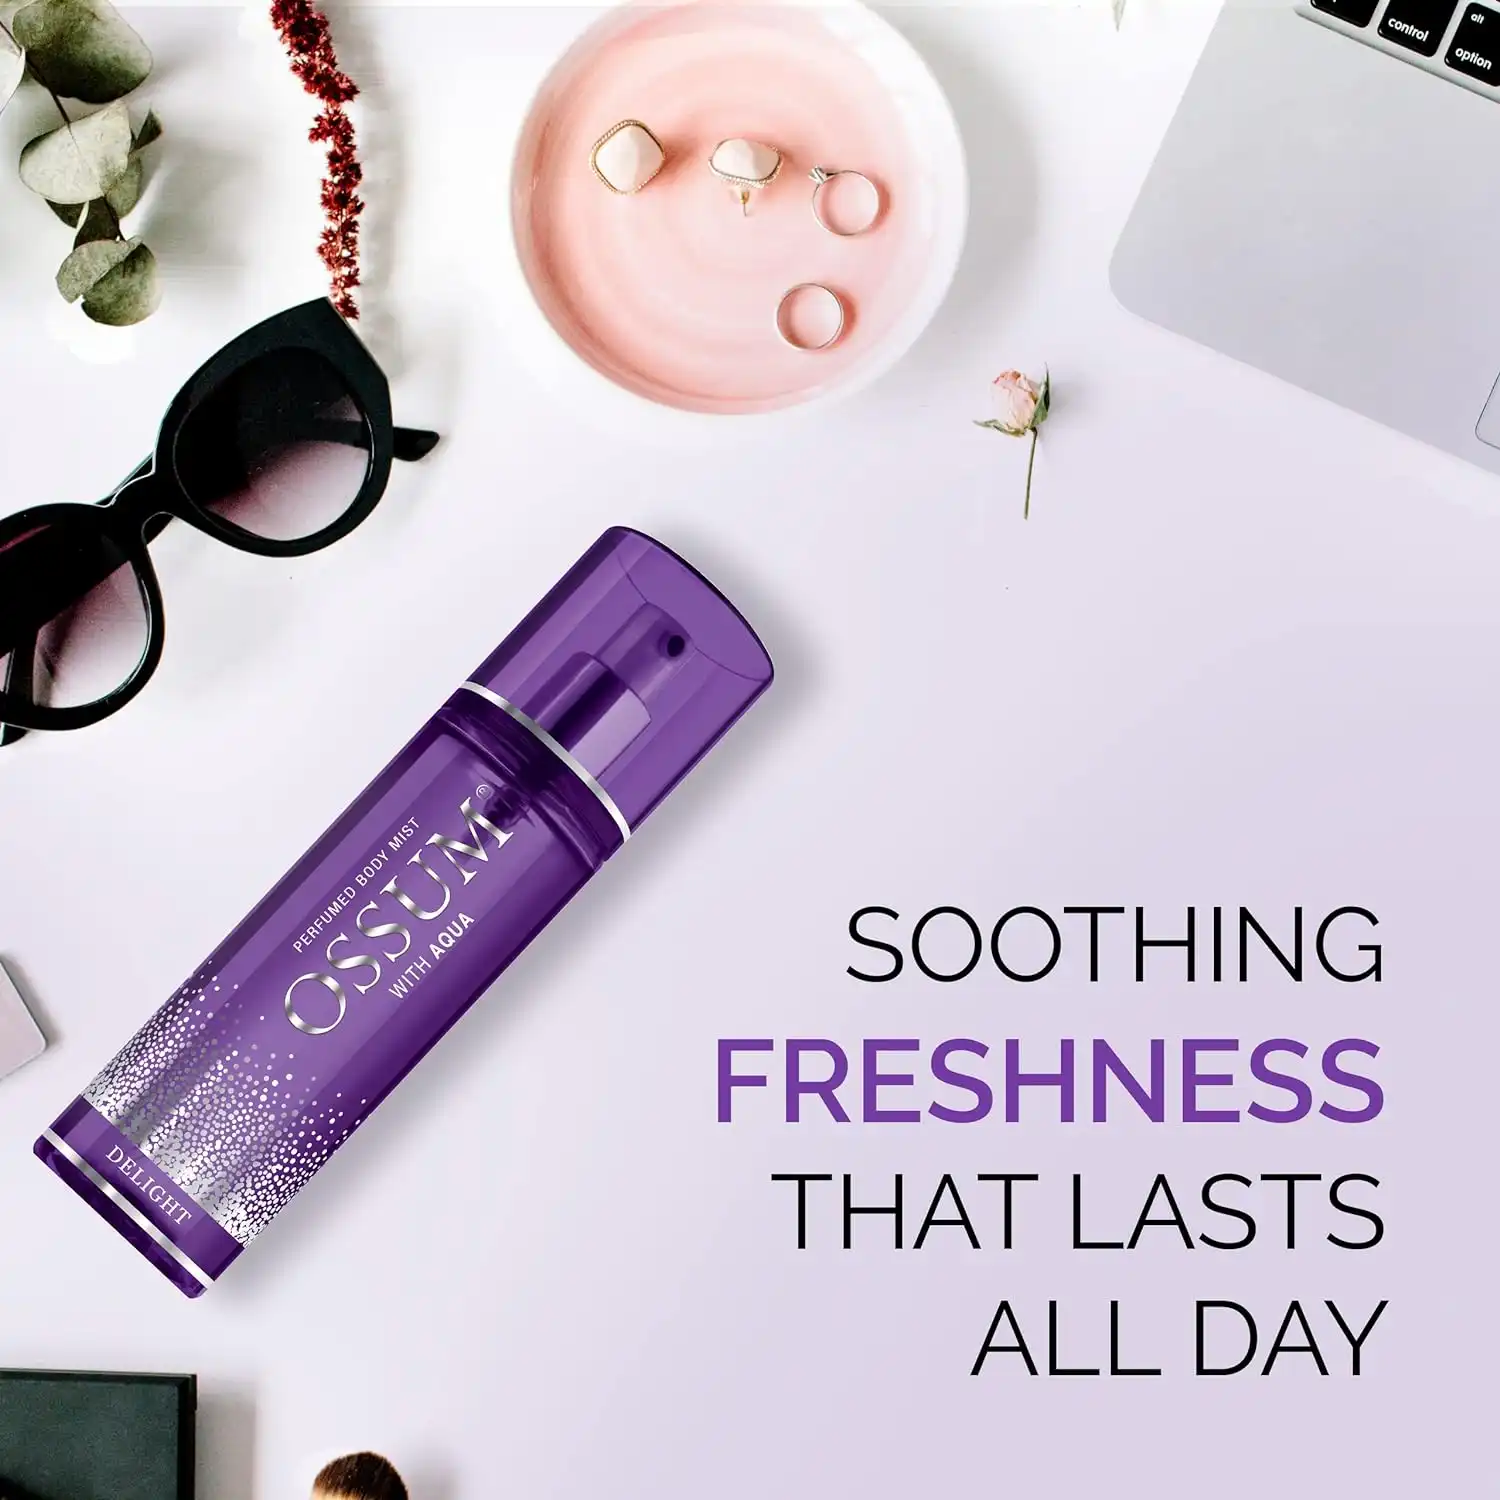 control
alt
option
PERFUMED BODY MIST
OSSUM®
WITH AQUA
DELIGHT
SOOTHING
FRESHNESS
THAT LASTS
ALL DAY